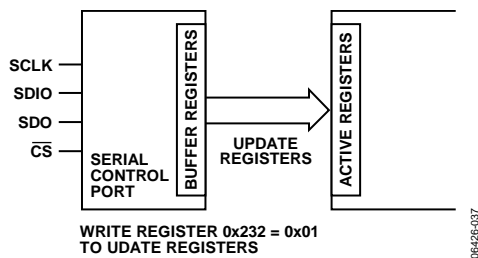 SCLK
SDIO
SDO
CS
SERIAL
CONTROL
PORT
BUFFER REGISTERS
UPDATE
REGISTERS
ACTIVE REGISTERS
WRITE REGISTER 0x232 = 0x01
TO UDATE REGISTERS
06426-037